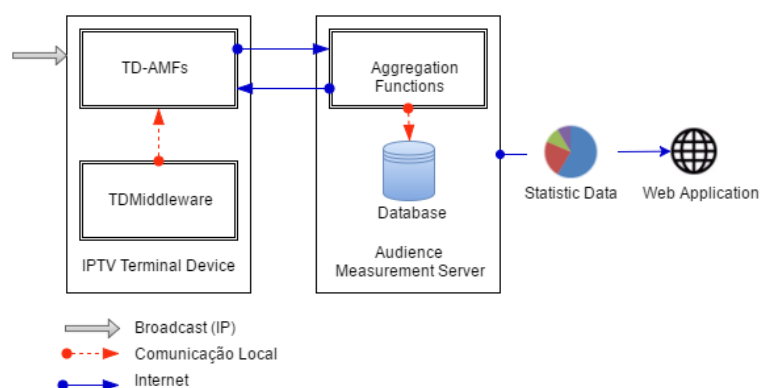 TD-AMFs
TDMiddleware
IPTV Terminal Device
Aggregation
Functions
Database
Audience
Measurement Server
Statistic Data
Web Application
Broadcast (IP)
Comunicação Local
Internet